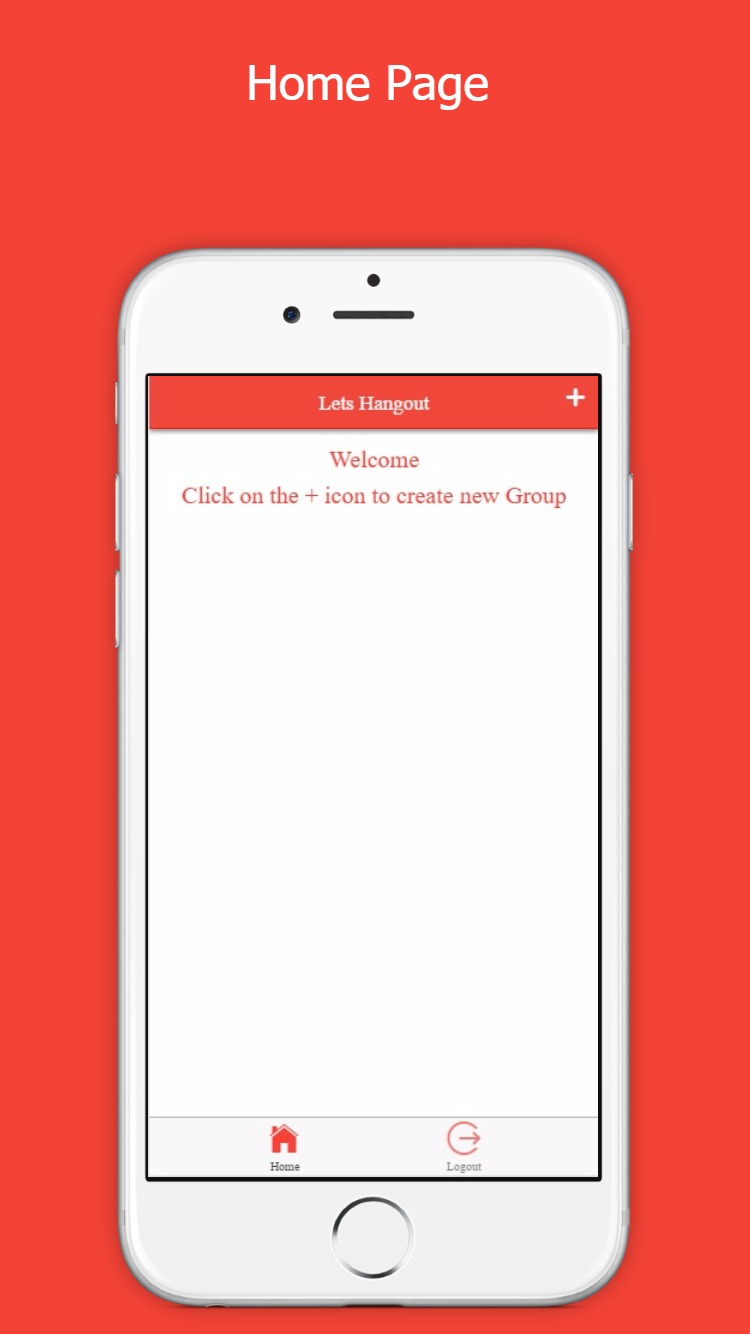 Home Page
Lets Hangout +
Welcome
Click on the + icon to create new Group
Home
Logout